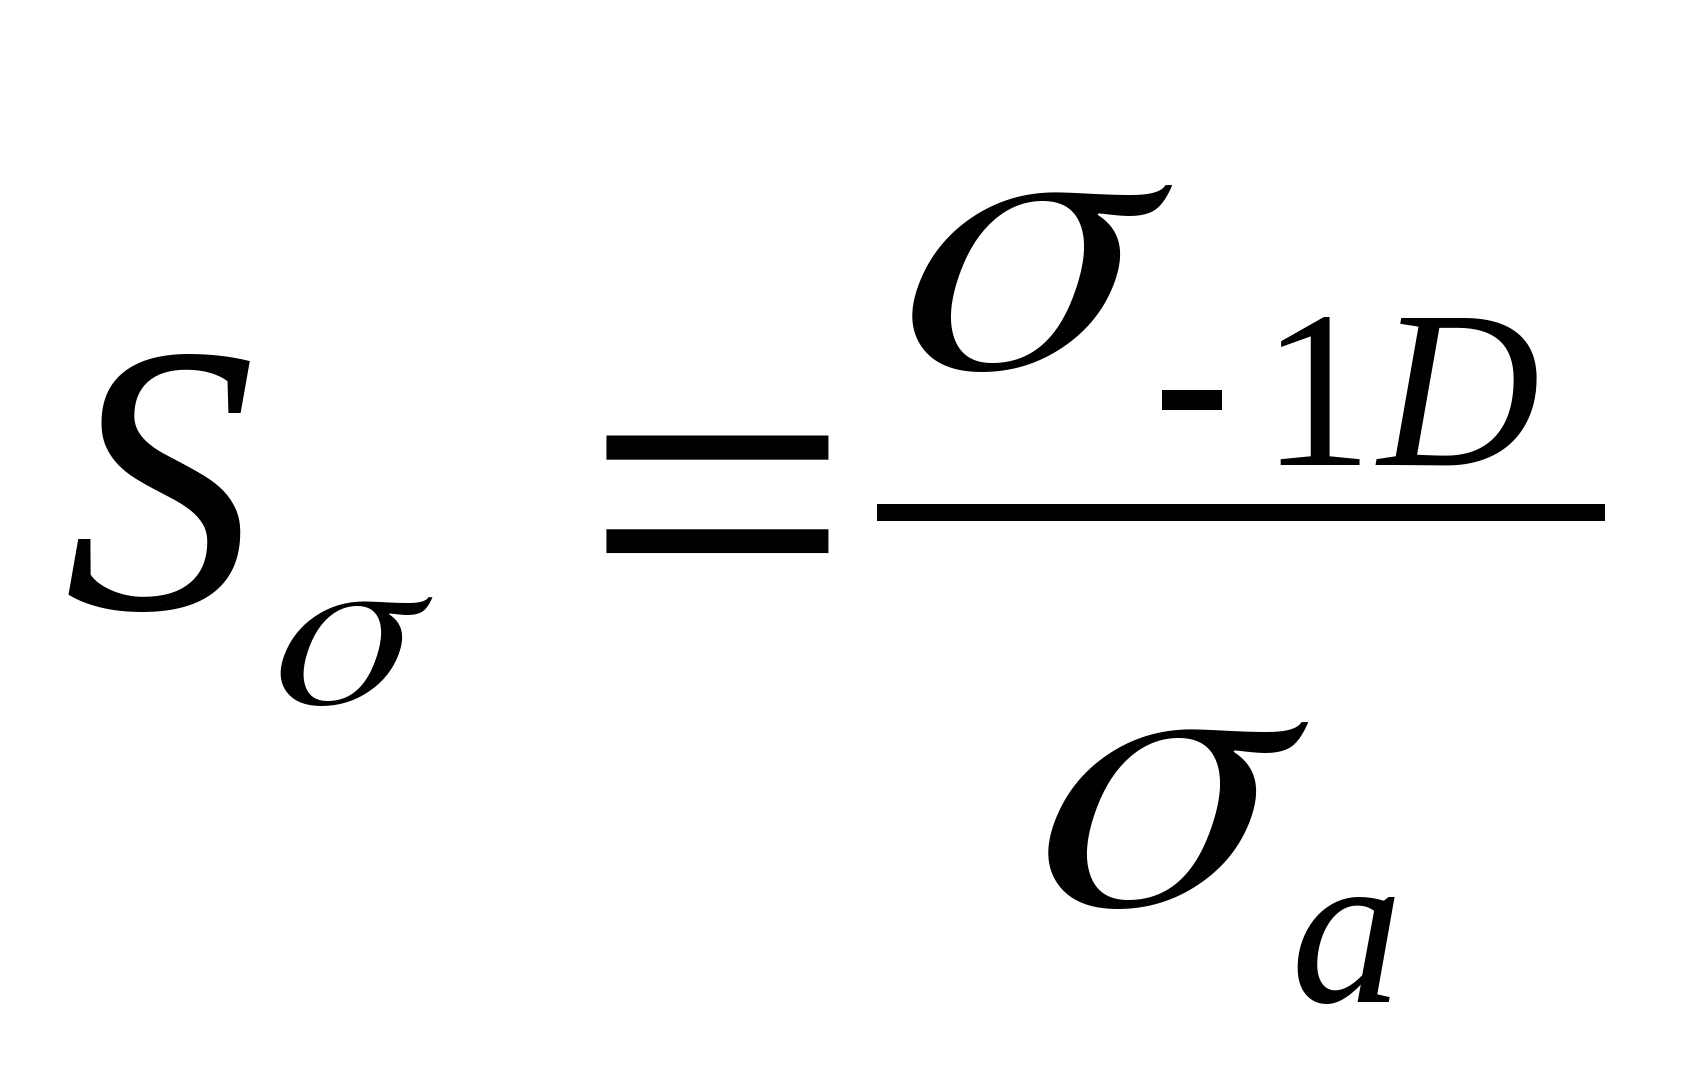 S_σ = σ_{-1D} / σ_a